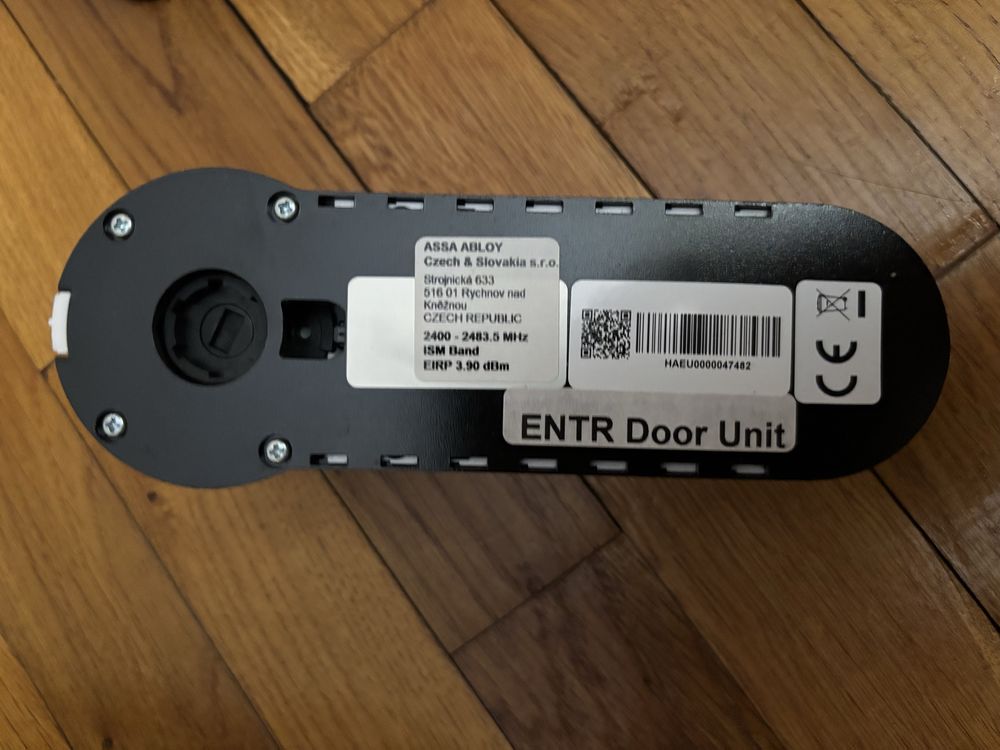 ASSA ABLOY
Czech & Slovakia s.r.o.
Strojnická 633
516 01 Rychnov nad
Kněžnou
CZECH REPUBLIC
2400 - 2483.5 MHz
ISM Band
EIRP 3.90 dBm
HAEU0000047482
CE
ENTR Door Unit